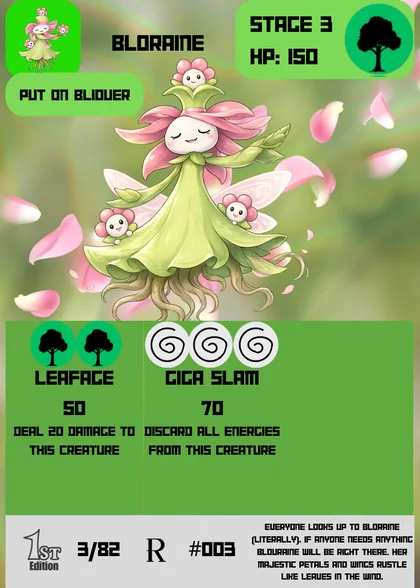 BLORAINE
STAGE 3
HP: 150
PUT ON BLIOUER
LEAFAGE
50
DEAL 20 DAMAGE TO
THIS CREATURE
GIGA SLAM
70
DISCARD ALL ENERGIES
FROM THIS CREATURE
1ST
Edition
3/82
R
#003
EVERYONE LOOKS UP TO BLORAINE
(LITERALLY). IF ANYONE NEEDS ANYTHING
BLOURAINE WILL BE RIGHT THERE. HER
MAJESTIC PETALS AND WINGS RUSTLE
LIKE LEAVES IN THE WIND.